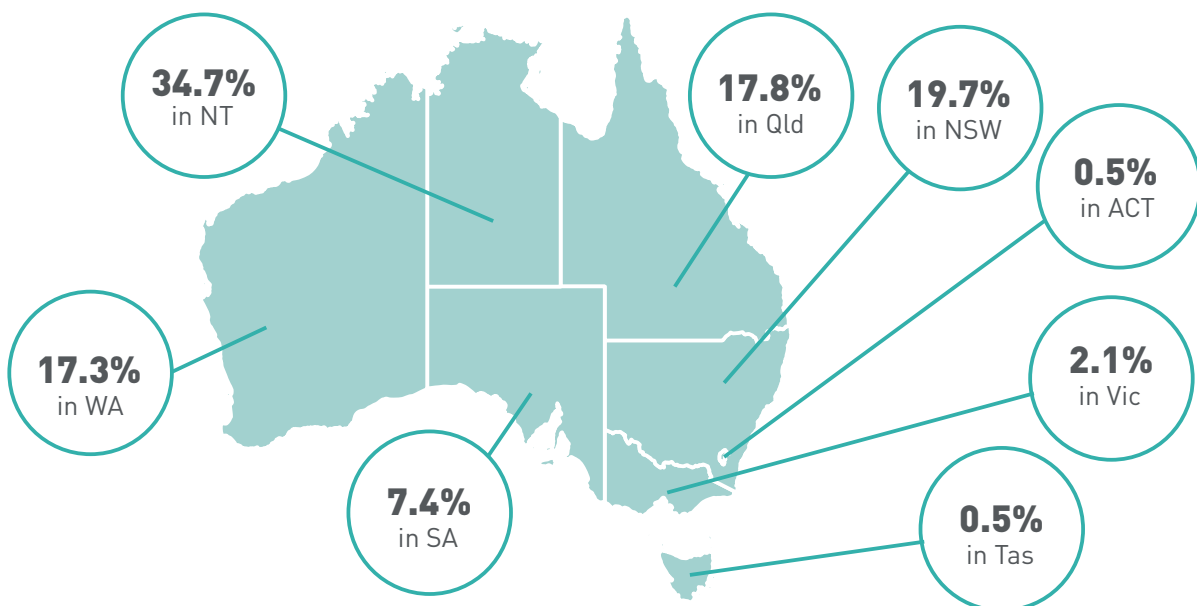 34.7%
in NT
17.8%
in Qld
19.7%
in NSW
0.5%
in ACT
17.3%
in WA
2.1%
in Vic
7.4%
in SA
0.5%
in Tas